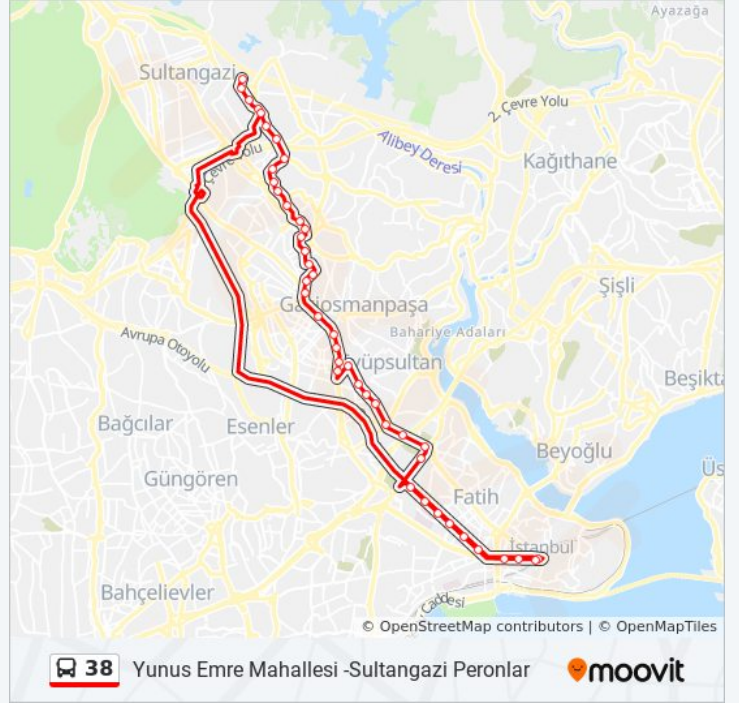 Ayazağa
Sultangazi
2. Çevre Yolu
Alibey Deresi
Çevre Yolu
Kağıthane
Şişli
Gaziosmanpaşa
Bahariye Adaları
Avrupa Otoyolu
yüpsultan
Beşikta
Bağcılar
Esenler
Beyoğlu
Üs
Güngören
Fatih
İstanbul
Bahçelievler
Caddesi
© OpenStreetMap contributors | © OpenMapTiles
38 Yunus Emre Mahallesi -Sultangazi Peronlar moovit